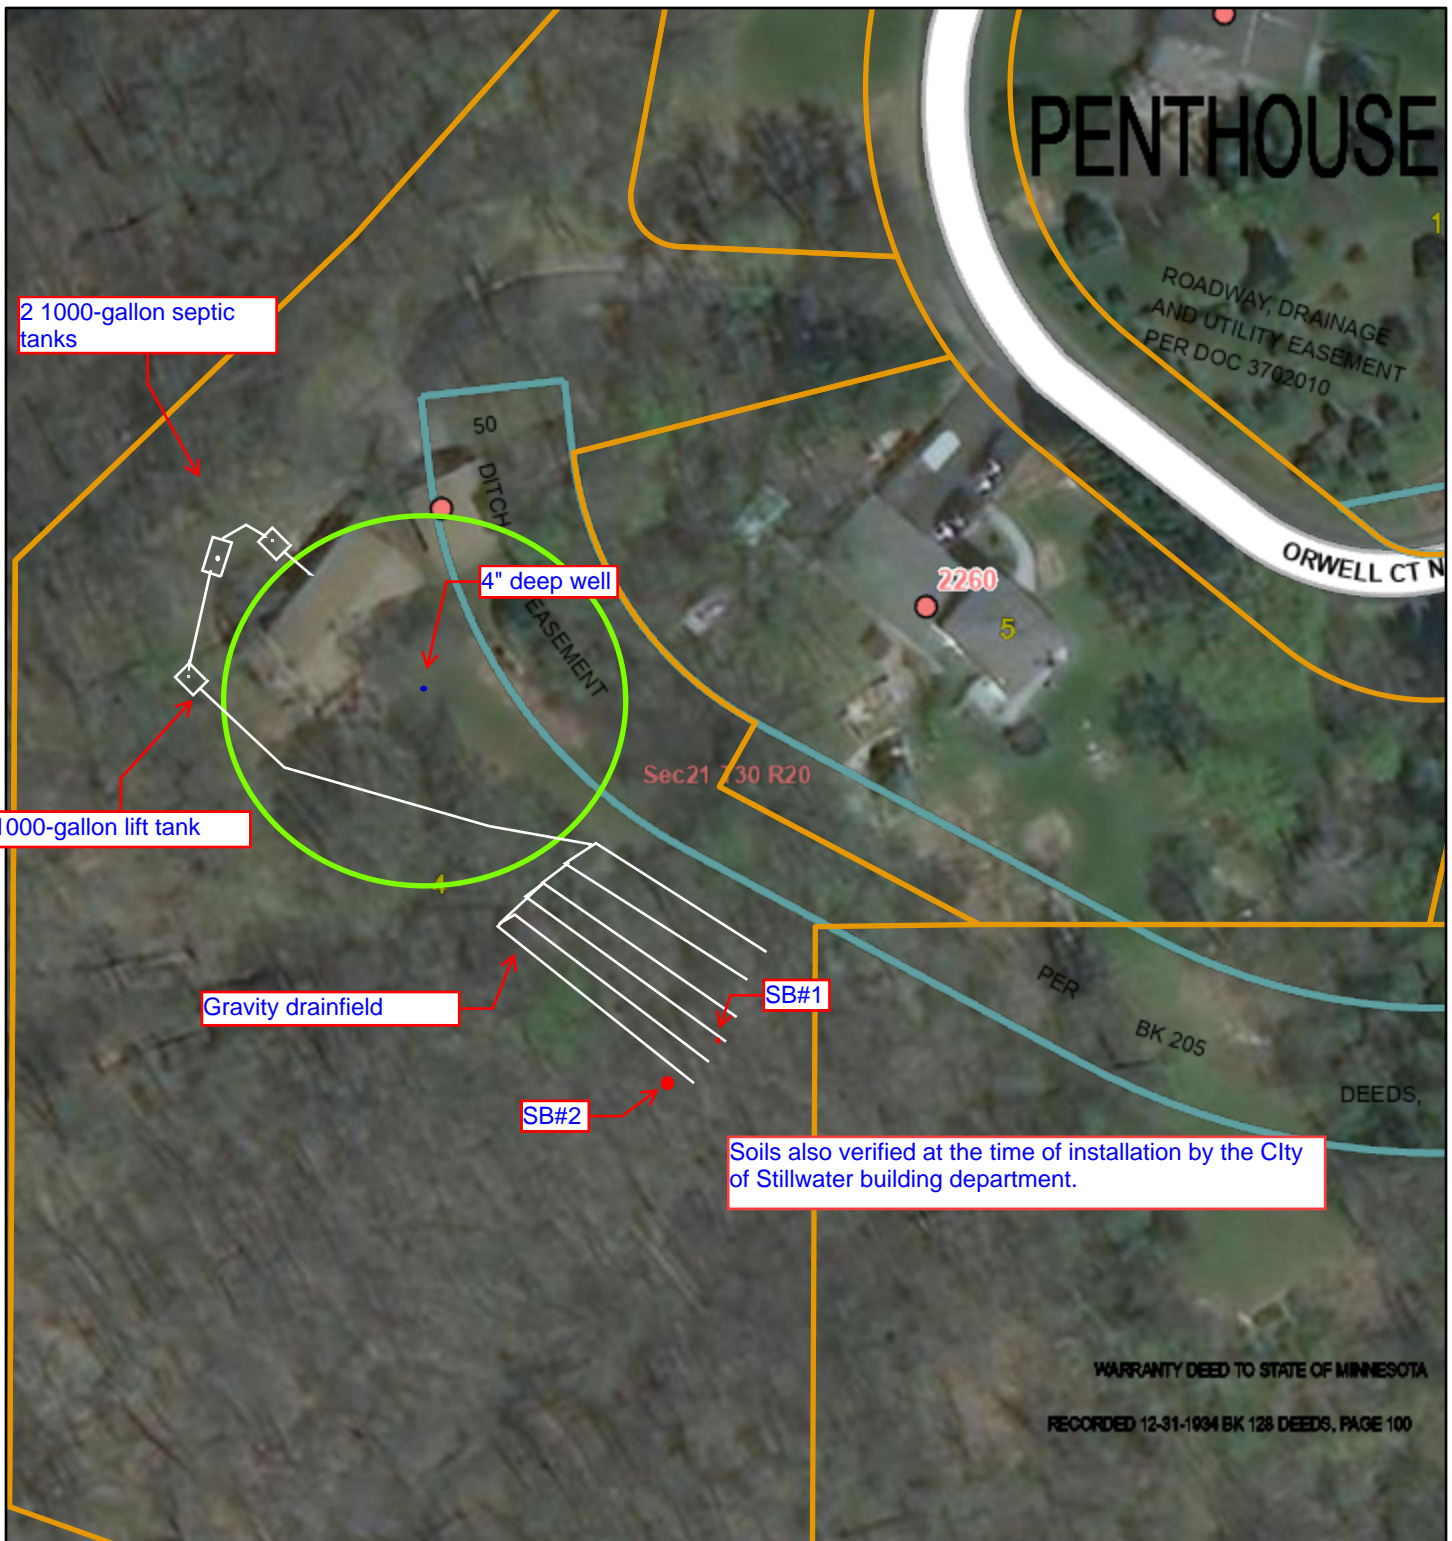 PENTHOUSE
1
ROADWAY, DRAINAGE
AND UTILITY EASEMENT
PER DOC 3702010
2 1000-gallon septic
tanks
50
DITCH
EASEMENT
4" deep well
ORWELL CT N
2260
5
Sec21 T30 R20
1000-gallon lift tank
4
Gravity drainfield
SB#1
PER
BK 205
DEEDS,
SB#2
Soils also verified at the time of installation by the CIty
of Stillwater building department.
WARRANTY DEED TO STATE OF MINNESOTA
RECORDED 12-31-1934 BK 128 DEEDS, PAGE 100